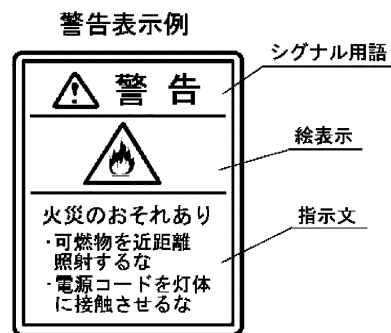 警告表示例
シグナル用語
警告
絵表示
火災のおそれあり
指示文
・可燃物を近距離
照射するな
・電源コードを灯体
に接触させるな